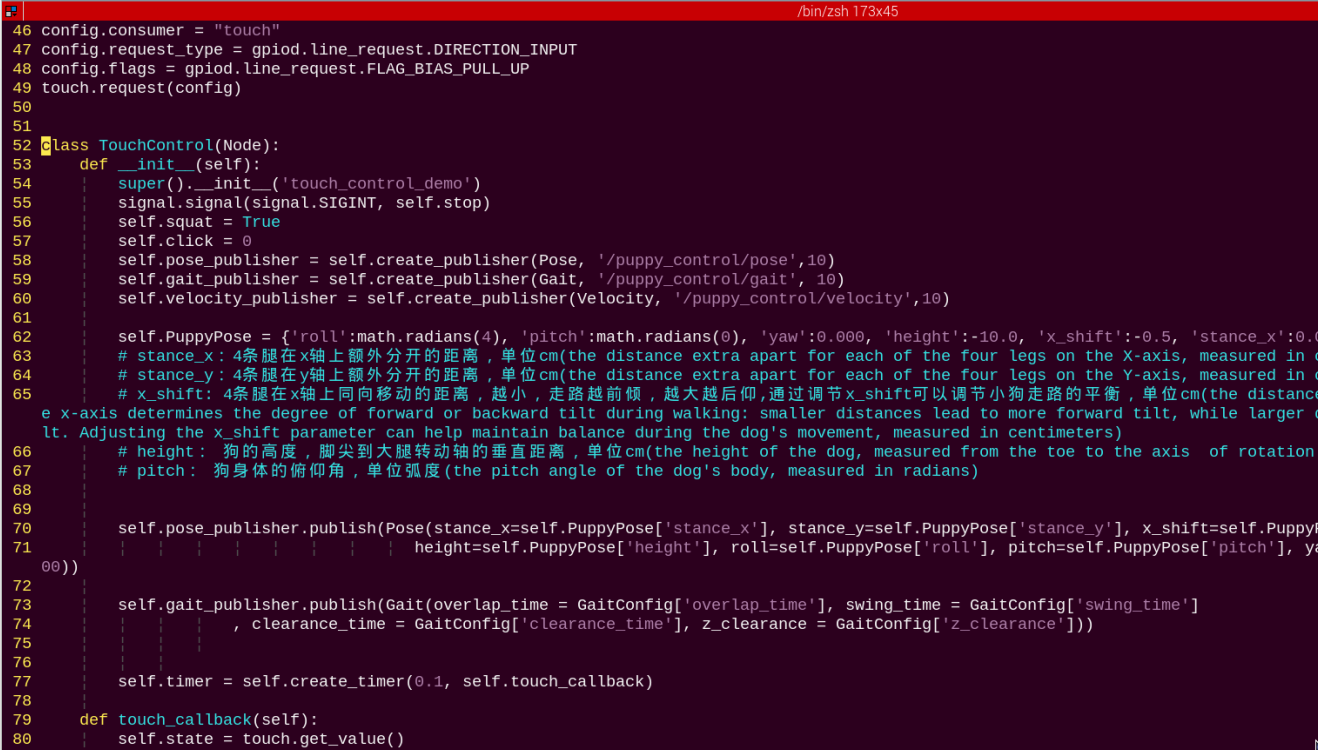 /bin/zsh 173x45
46 config.consumer = "touch"
47 config.request_type = gpiod.line_request.DIRECTION_INPUT
48 config.flags = gpiod.line_request.FLAG_BIAS_PULL_UP
49 touch.request(config)
50
51
52 class TouchControl(Node):
53     def __init__(self):
54         super().__init__('touch_control_demo')
55         signal.signal(signal.SIGINT, self.stop)
56         self.squat = True
57         self.click = 0
58         self.pose_publisher = self.create_publisher(Pose, '/puppy_control/pose',10)
59         self.gait_publisher = self.create_publisher(Gait, '/puppy_control/gait', 10)
60         self.velocity_publisher = self.create_publisher(Velocity, '/puppy_control/velocity',10)
61
62         self.PuppyPose = {'roll':math.radians(4), 'pitch':math.radians(0), 'yaw':0.000, 'height':-10.0, 'x_shift':-0.5, 'stance_x':0.0
63         # stance_x：4条腿在x轴上额外分开的距离，单位cm(the distance extra apart for each of the four legs on the X-axis, measured in c
64         # stance_y：4条腿在y轴上额外分开的距离，单位cm(the distance extra apart for each of the four legs on the Y-axis, measured in c
65         # x_shift: 4条腿在x轴上同向移动的距离，越小，走路越前倾，越大越后仰,通过调节x_shift可以调节小狗走路的平衡，单位cm(the distance
e x-axis determines the degree of forward or backward tilt during walking: smaller distances lead to more forward tilt, while larger d
lt. Adjusting the x_shift parameter can help maintain balance during the dog's movement, measured in centimeters)
66         # height： 狗的高度，脚尖到大腿转动轴的垂直距离，单位cm(the height of the dog, measured from the toe to the axis  of rotation
67         # pitch： 狗身体的俯仰角，单位弧度(the pitch angle of the dog's body, measured in radians)
68
69
70         self.pose_publisher.publish(Pose(stance_x=self.PuppyPose['stance_x'], stance_y=self.PuppyPose['stance_y'], x_shift=self.PuppyP
71                                        height=self.PuppyPose['height'], roll=self.PuppyPose['roll'], pitch=self.PuppyPose['pitch'], ya
00))
72
73         self.gait_publisher.publish(Gait(overlap_time = GaitConfig['overlap_time'], swing_time = GaitConfig['swing_time']
74                     , clearance_time = GaitConfig['clearance_time'], z_clearance = GaitConfig['z_clearance']))
75
76
77         self.timer = self.create_timer(0.1, self.touch_callback)
78
79     def touch_callback(self):
80         self.state = touch.get_value()